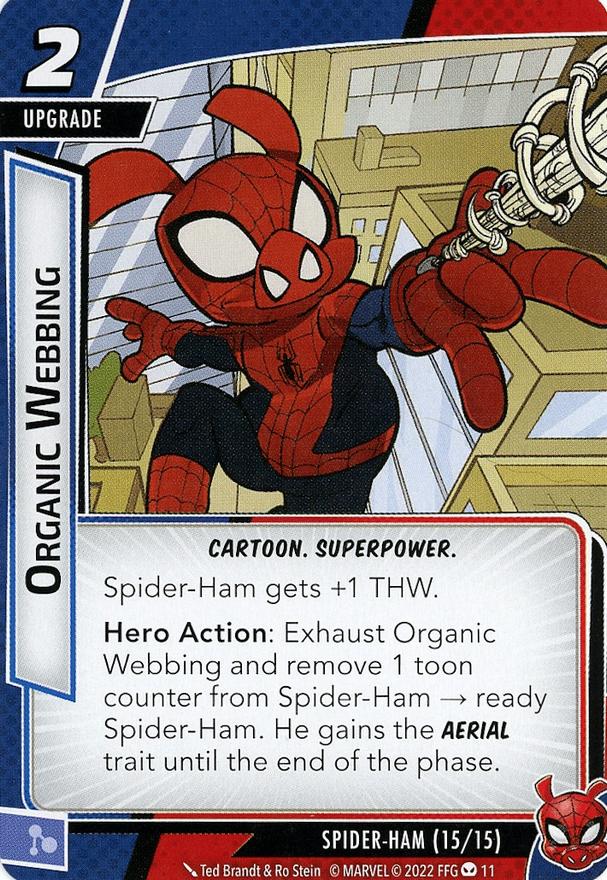 2
UPGRADE
ORGANIC WEBBING
CARTOON. SUPERPOWER.
Spider-Ham gets +1 THW.
Hero Action: Exhaust Organic
Webbing and remove 1 toon
counter from Spider-Ham → ready
Spider-Ham. He gains the AERIAL
trait until the end of the phase.
SPIDER-HAM (15/15)
Ted Brandt & Ro Stein © MARVEL © 2022 FFG 11